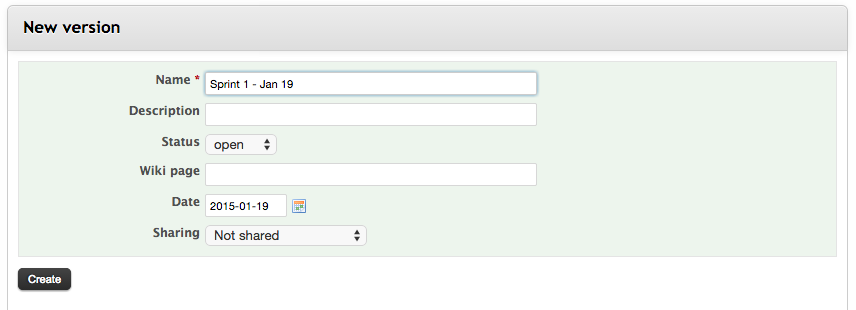 New version
Name * Sprint 1 - Jan 19
Description
Status open
Wiki page
Date 2015-01-19
Sharing Not shared
Create